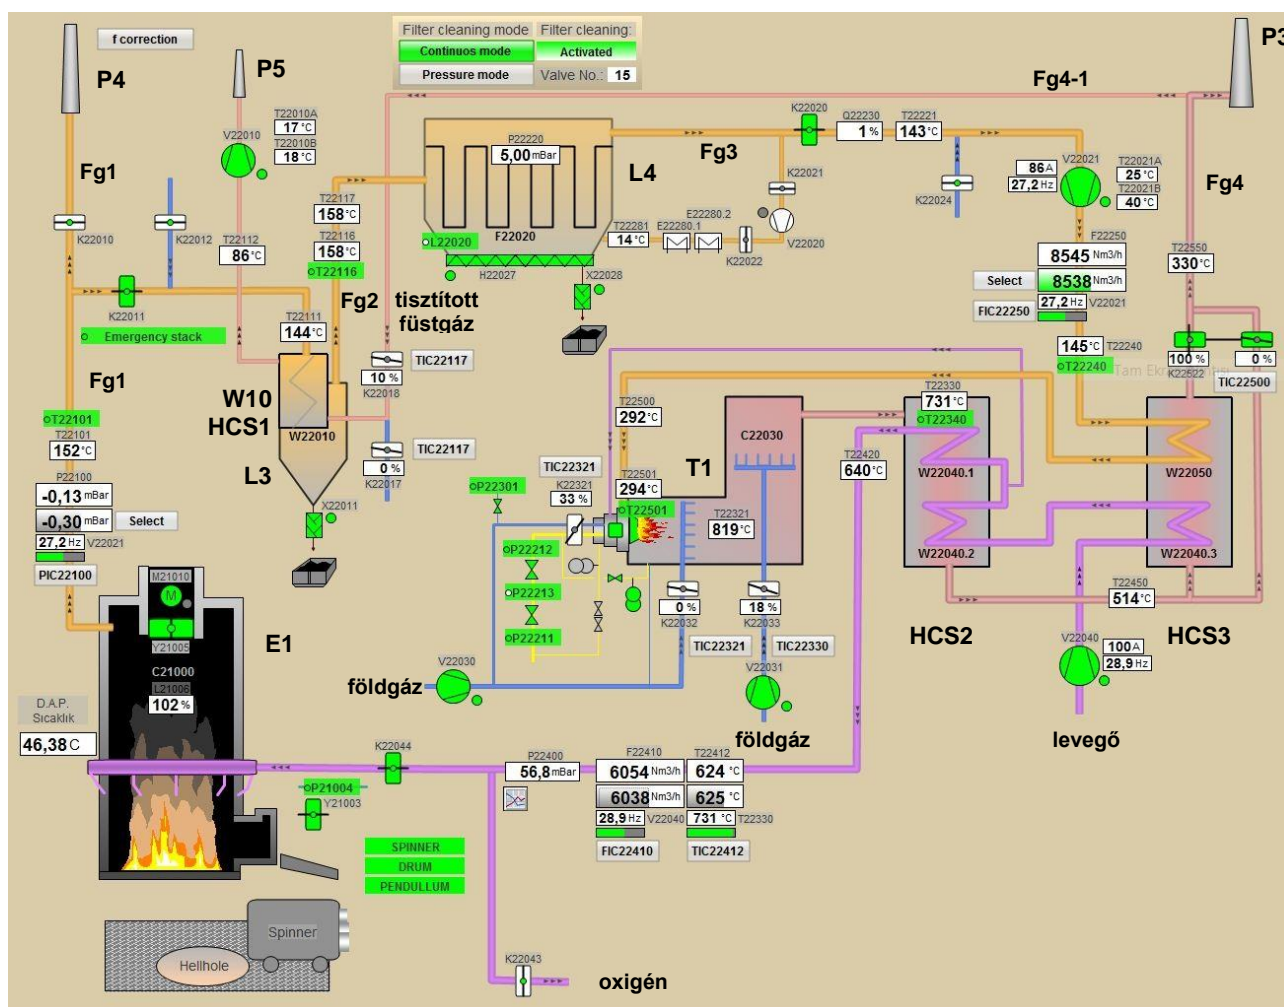 Filter cleaning mode
Filter cleaning:
Continuos mode
Activated
Pressure mode
Valve No.: 15
f correction
P4
P5
P3
Fg4-1
T22010A
17 °C
T22010B
18 °C
V22010
K22020
Q22230
1 %
T22221
143 °C
P22220
5,00 mBar
L4
Fg3
86 A
27,2 Hz
V22021
T22021A
25 °C
T22021B
40 °C
Fg1
Fg4
K22021
K22024
T22117
158 °C
T22116
158 °C
T22116
K22010
K22012
T22112
86 °C
L22020
F22020
T22281
14 °C
E22280.2
E22280.1
K22022
V22020
F22250
8545 Nm3/h
Select
8538 Nm3/h
27,2 Hz V22021
FIC22250
T22550
330 °C
H22027
X22028
Fg2
tisztított
füstgáz
K22011
Emergency stack
T22111
144 °C
145 °C T22240
T22240
100 %
K22522
0 %
TIC22500
TIC22117
10 %
K22018
Fg1
W10
HCS1
W22010
T22101
T22101
152 °C
T22500
292 °C
C22030
T22330
731 °C
T22340
W22040.1
W22050
TIC22117
0 %
K22017
T1
T22420
640 °C
L3
X22011
P22100
-0,13 mBar
-0,30 mBar
Select
27,2 Hz V22021
PIC22100
P22301
TIC22321
K22321
33 %
T22501
294 °C
T22501
T22321
819 °C
P22212
P22213
P22211
W22040.2
W22040.3
M21010
M
Y21005
E1
C21000
L21006
102 %
0 %
K22032
18 %
K22033
TIC22321
TIC22330
T22450
514 °C
HCS2
HCS3
V22030
V22031
V22040
100 A
28,9 Hz
földgáz
földgáz
levegő
D.A.P.
Sıcaklık
46,38 C
K22044
P22400
56,8 mBar
F22410
6054 Nm3/h
6038 Nm3/h
28,9 Hz V22040
FIC22410
T22412
624 °C
625 °C
731 °C T22330
TIC22412
P21004
Y21003
SPINNER
DRUM
PENDULLUM
Spinner
Hellhole
K22043
oxigén